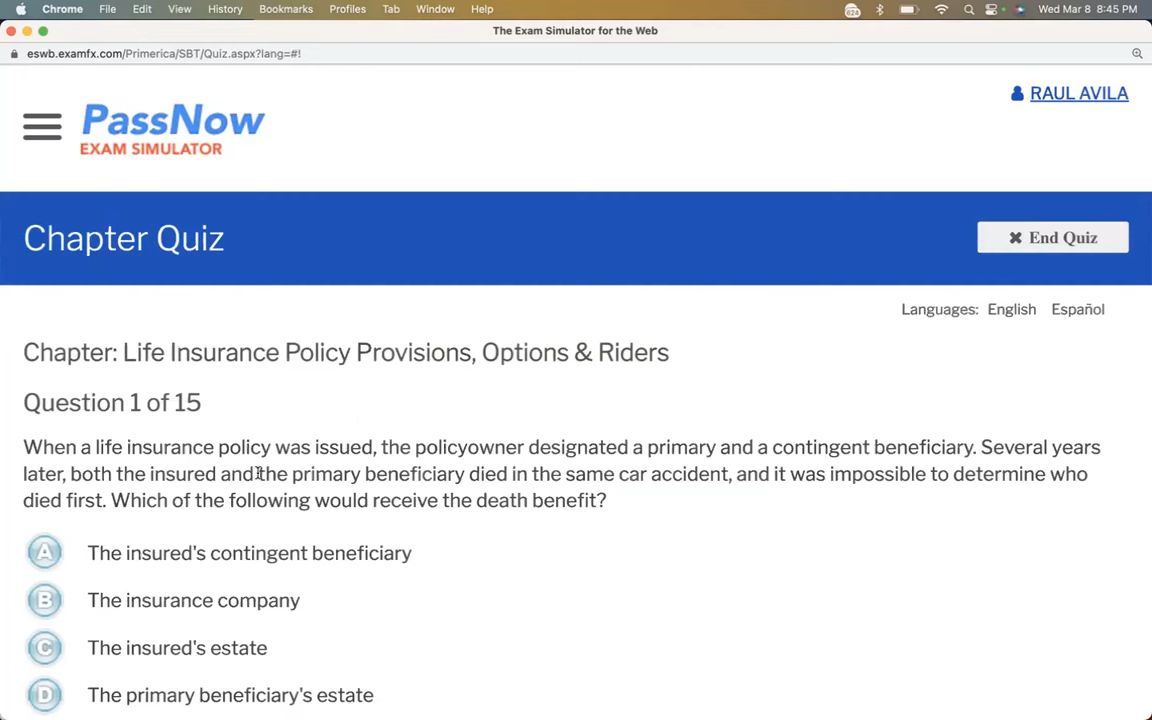 Chrome File Edit View History Bookmarks Profiles Tab Window Help Wed Mar 8 8:45 PM
The Exam Simulator for the Web
eswb.examfx.com/Primerica/SBT/Quiz.aspx?lang=#!
RAUL AVILA
PassNow
EXAM SIMULATOR
Chapter Quiz
End Quiz
Languages: English Español
Chapter: Life Insurance Policy Provisions, Options & Riders
Question 1 of 15
When a life insurance policy was issued, the policyowner designated a primary and a contingent beneficiary. Several years
later, both the insured and the primary beneficiary died in the same car accident, and it was impossible to determine who
died first. Which of the following would receive the death benefit?
A The insured's contingent beneficiary
B The insurance company
C The insured's estate
D The primary beneficiary's estate